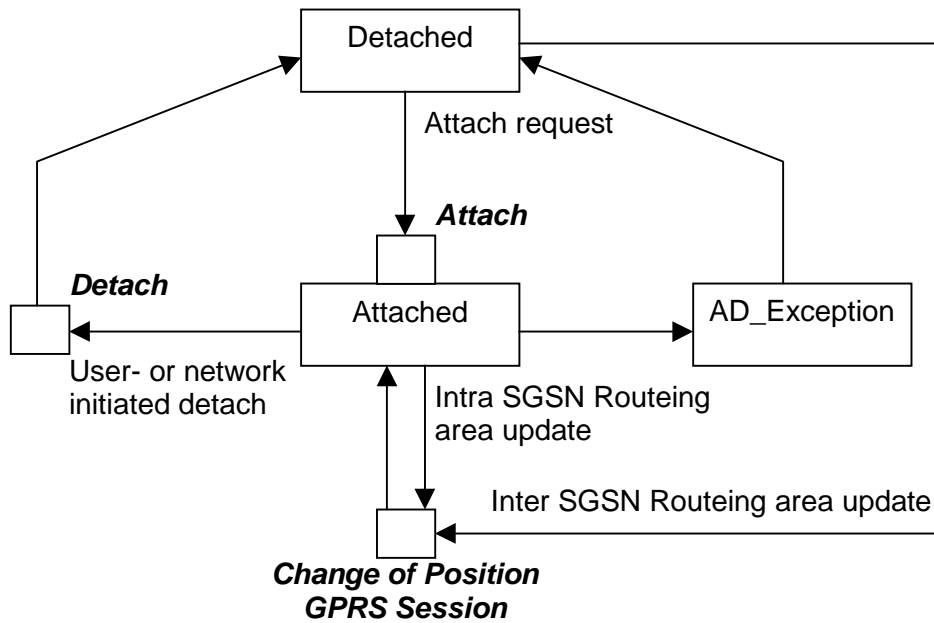 Detached
Attach request
Attach
Detach
Attached
AD_Exception
User- or network
initiated detach
Intra SGSN Routeing
area update
Inter SGSN Routeing area update
Change of Position
GPRS Session